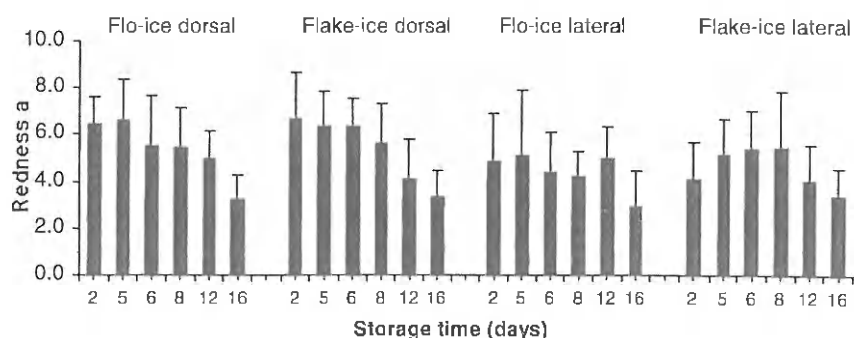 Flo-ice dorsal Flake-ice dorsal Flo-ice lateral Flake-ice lateral
10.0
8.0
6.0
4.0
2.0
0.0
Redness a
2 5 6 8 12 16 2 5 6 8 12 16 2 5 6 8 12 16 2 5 6 8 12 16
Storage time (days)